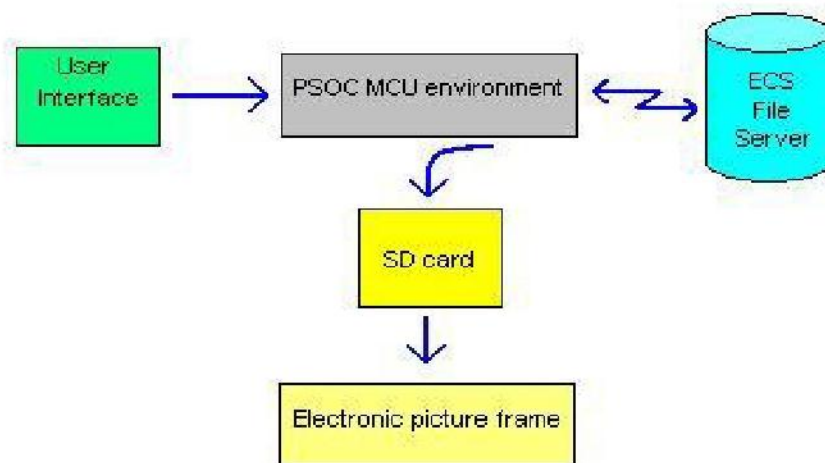 User
Interface
PSOC MCU environment
ECS
File
Server
SD card
Electronic picture frame